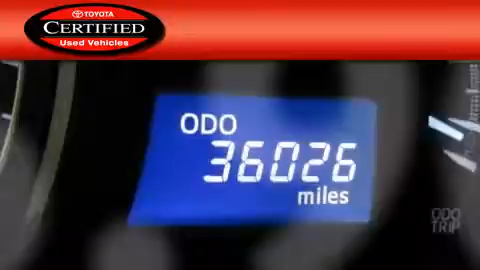 TOYOTA
CERTIFIED
Used Vehicles
ODO
36026
miles
ODO
TRIP